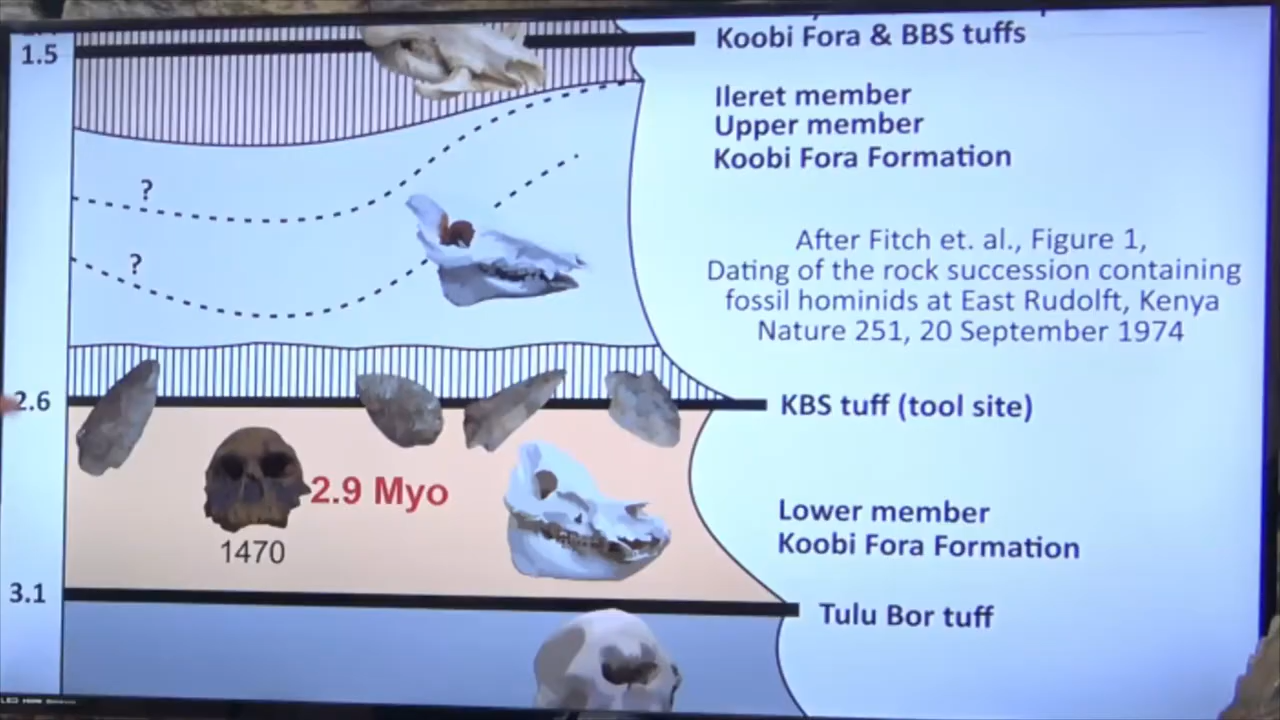 1.5
Koobi Fora & BBS tuffs
Ileret member
Upper member
Koobi Fora Formation
?
?
After Fitch et. al., Figure 1,
Dating of the rock succession containing
fossil hominids at East Rudolft, Kenya
Nature 251, 20 September 1974
2.6
KBS tuff (tool site)
2.9 Myo
1470
Lower member
Koobi Fora Formation
3.1
Tulu Bor tuff